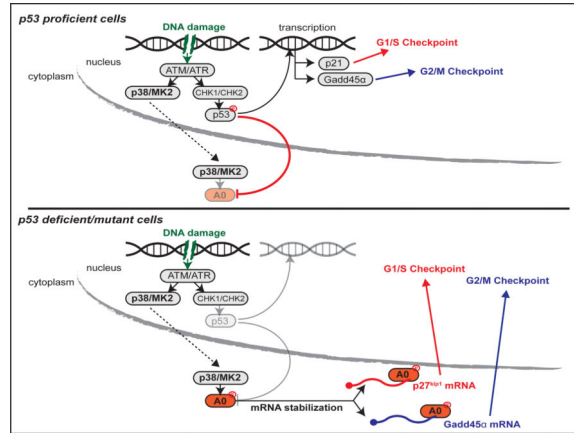 p53 proficient cells
DNA damage
transcription
G1/S Checkpoint
nucleus
ATM/ATR
p21
cytoplasm
Gadd45α
G2/M Checkpoint
p38/MK2
CHK1/CHK2
p53
p38/MK2
A0
p53 deficient/mutant cells
DNA damage
nucleus
G2/M Checkpoint
cytoplasm
ATM/ATR
G1/S Checkpoint
p38/MK2
CHK1/CHK2
p53
p38/MK2
A0
p27kip1 mRNA
A0
mRNA stabilization
A0
Gadd45α mRNA